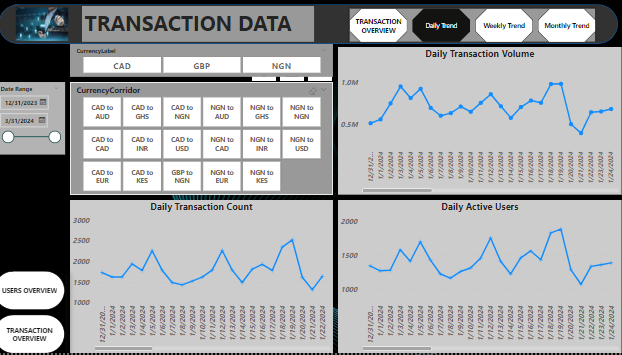 TRANSACTION DATA
TRANSACTION
OVERVIEW
Daily Trend
Weekly Trend
Monthly Trend
CurrencyLabel
CAD
GBP
NGN
Date Range
12/31/2023
3/31/2024
CurrencyCorridor
CAD to
AUD
CAD to
GHS
CAD to
NGN
NGN to
AUD
NGN to
GHS
NGN to
NGN
CAD to
CAD
CAD to
INR
CAD to
USD
NGN to
CAD
NGN to
INR
NGN to
USD
CAD to
EUR
CAD to
KES
GBP to
NGN
NGN to
EUR
NGN to
KES
Daily Transaction Volume
1.0M
0.5M
12/31/2...
1/1/2024
1/2/2024
1/3/2024
1/4/2024
1/5/2024
1/6/2024
1/7/2024
1/8/2024
1/9/2024
1/10/2024
1/11/2024
1/12/2024
1/13/2024
1/14/2024
1/15/2024
1/16/2024
1/17/2024
1/18/2024
1/19/2024
1/20/2024
1/21/2024
1/22/2024
1/23/2024
1/24/2024
Daily Transaction Count
3000
2500
2000
1500
1000
12/31/20...
1/1/2024
1/2/2024
1/3/2024
1/4/2024
1/5/2024
1/6/2024
1/7/2024
1/8/2024
1/9/2024
1/10/2024
1/11/2024
1/12/2024
1/13/2024
1/14/2024
1/15/2024
1/16/2024
1/17/2024
1/18/2024
1/19/2024
1/20/2024
1/21/2024
1/22/2024
Daily Active Users
2000
1500
1000
12/31/2...
1/1/2024
1/2/2024
1/3/2024
1/4/2024
1/5/2024
1/6/2024
1/7/2024
1/8/2024
1/9/2024
1/10/2024
1/11/2024
1/12/2024
1/13/2024
1/14/2024
1/15/2024
1/16/2024
1/17/2024
1/18/2024
1/19/2024
1/20/2024
1/21/2024
1/22/2024
1/23/2024
1/24/2024
USERS OVERVIEW
TRANSACTION
OVERVIEW